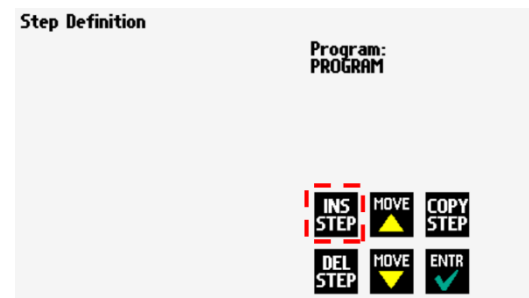 Step Definition
Program:
PROGRAM
INS
STEP
MOVE
COPY
STEP
DEL
STEP
MOVE
ENTR